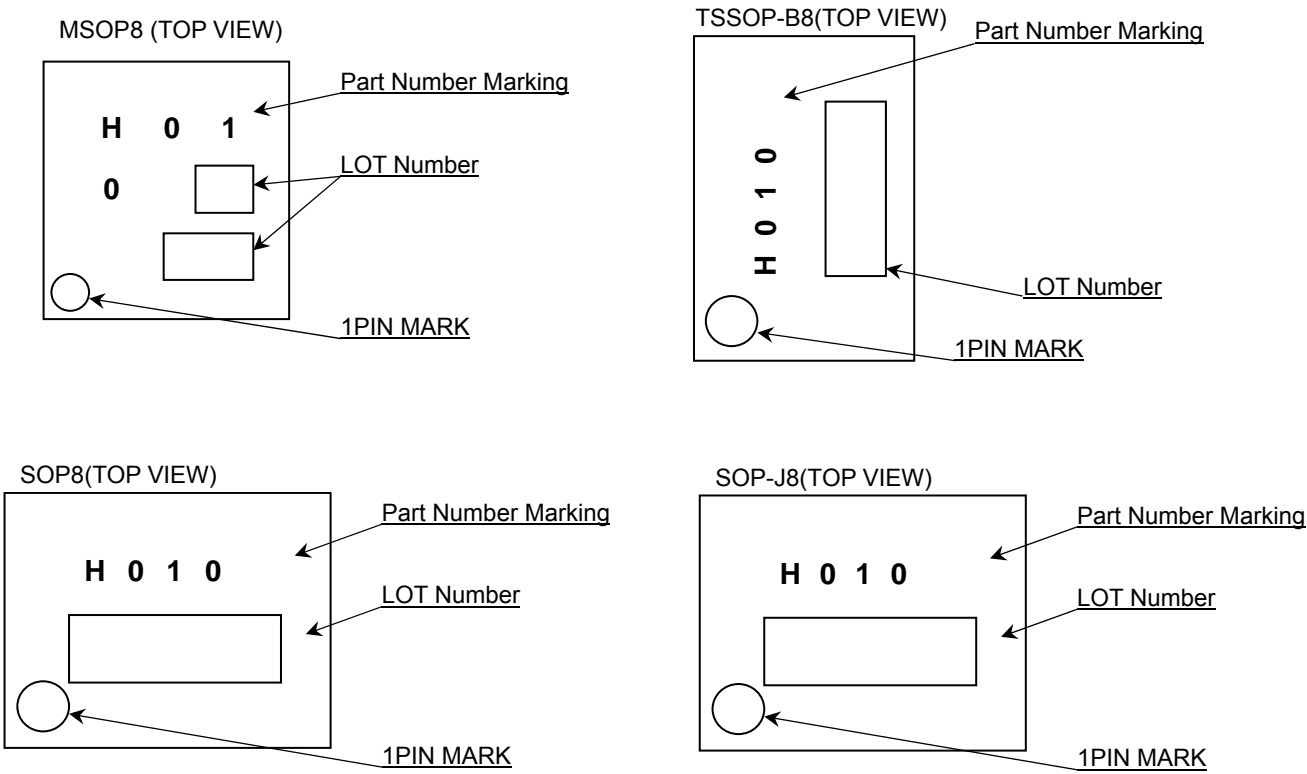 MSOP8 (TOP VIEW)
Part Number Marking
H 0 1
LOT Number
0
1PIN MARK
TSSOP-B8(TOP VIEW)
Part Number Marking
H 0 1 0
LOT Number
1PIN MARK
SOP8(TOP VIEW)
Part Number Marking
H 0 1 0
LOT Number
1PIN MARK
SOP-J8(TOP VIEW)
Part Number Marking
H 0 1 0
LOT Number
1PIN MARK